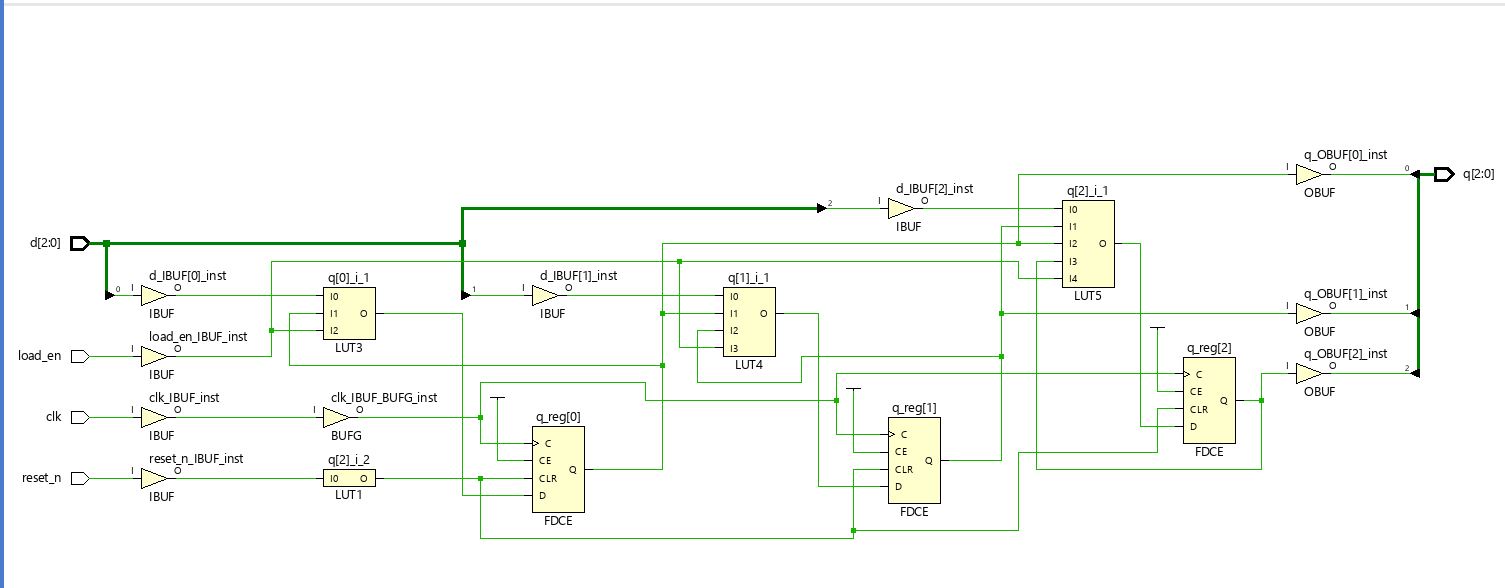 q_OBUF[0]_inst
I O 0
q[2:0]
OBUF
d_IBUF[2]_inst
2 I O
IBUF
q[2]_i_1
I0
I1
I2 O
I3
I4
LUT5
d[2:0]
d_IBUF[0]_inst
0 I O
IBUF
q[0]_i_1
I0
I1 O
I2
LUT3
d_IBUF[1]_inst
1 I O
IBUF
q[1]_i_1
I0
I1 O
I2
I3
LUT4
q_OBUF[1]_inst
I O 1
OBUF
load_en
load_en_IBUF_inst
I O
IBUF
q_OBUF[2]_inst
I O 2
OBUF
q_reg[2]
C
CE
CLR Q
D
FDCE
clk
clk_IBUF_inst
I O
IBUF
clk_IBUF_BUFG_inst
I O
BUFG
q_reg[0]
C
CE
CLR Q
D
FDCE
q_reg[1]
C
CE
CLR Q
D
FDCE
reset_n
reset_n_IBUF_inst
I O
IBUF
q[2]_i_2
I0 O
LUT1